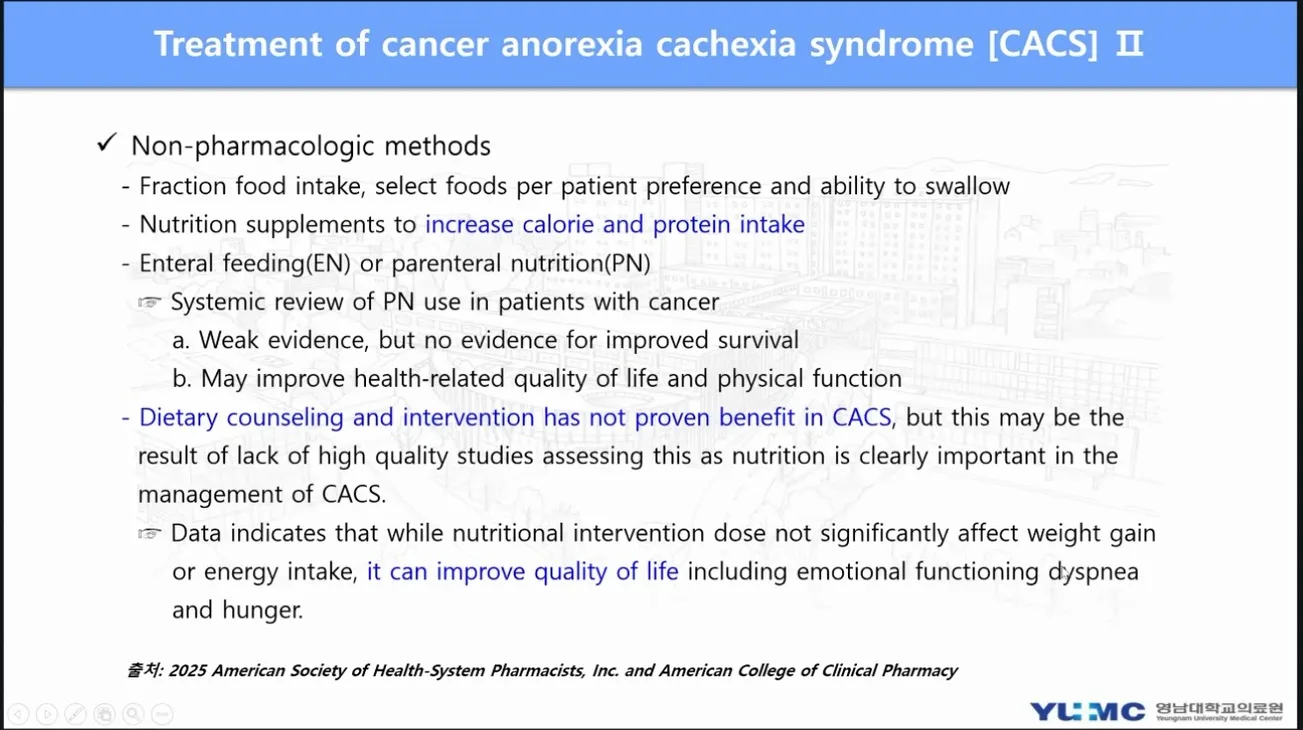 Treatment of cancer anorexia cachexia syndrome [CACS] Ⅱ
✓ Non-pharmacologic methods
- Fraction food intake, select foods per patient preference and ability to swallow
- Nutrition supplements to increase calorie and protein intake
- Enteral feeding(EN) or parenteral nutrition(PN)
☞ Systemic review of PN use in patients with cancer
a. Weak evidence, but no evidence for improved survival
b. May improve health-related quality of life and physical function
- Dietary counseling and intervention has not proven benefit in CACS, but this may be the
result of lack of high quality studies assessing this as nutrition is clearly important in the
management of CACS.
☞ Data indicates that while nutritional intervention dose not significantly affect weight gain
or energy intake, it can improve quality of life including emotional functioning dyspnea
and hunger.
출처: 2025 American Society of Health-System Pharmacists, Inc. and American College of Clinical Pharmacy
YUMC 영남대학교의료원
Yeungnam University Medical Center